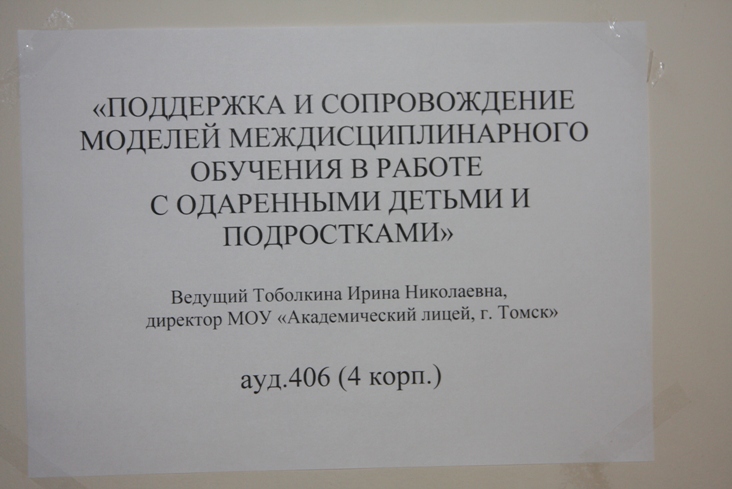 «ПОДДЕРЖКА И СОПРОВОЖДЕНИЕ
МОДЕЛЕЙ МЕЖДИСЦИПЛИНАРНОГО
ОБУЧЕНИЯ В РАБОТЕ
С ОДАРЕННЫМИ ДЕТЬМИ И
ПОДРОСТКАМИ»
Ведущий Тоболкина Ирина Николаевна,
директор МОУ «Академический лицей, г. Томск»
ауд.406 (4 корп.)